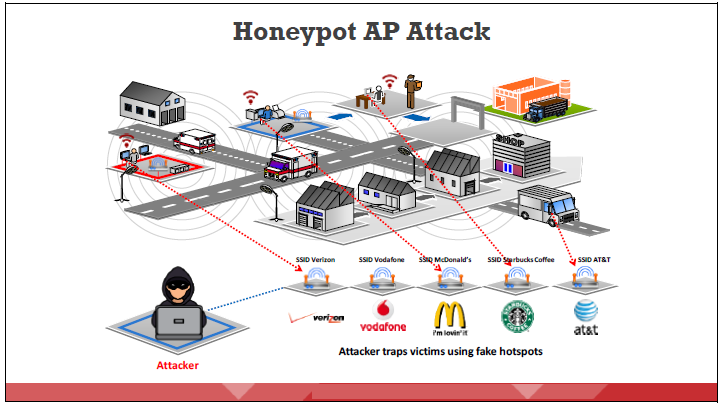 Honeypot AP Attack
SHOP
SSID Verizon SSID Vodafone SSID McDonald's SSID Starbucks Coffee SSID AT&T
verizon vodafone i'm lovin' it STARBUCKS COFFEE at&t
Attacker traps victims using fake hotspots
Attacker